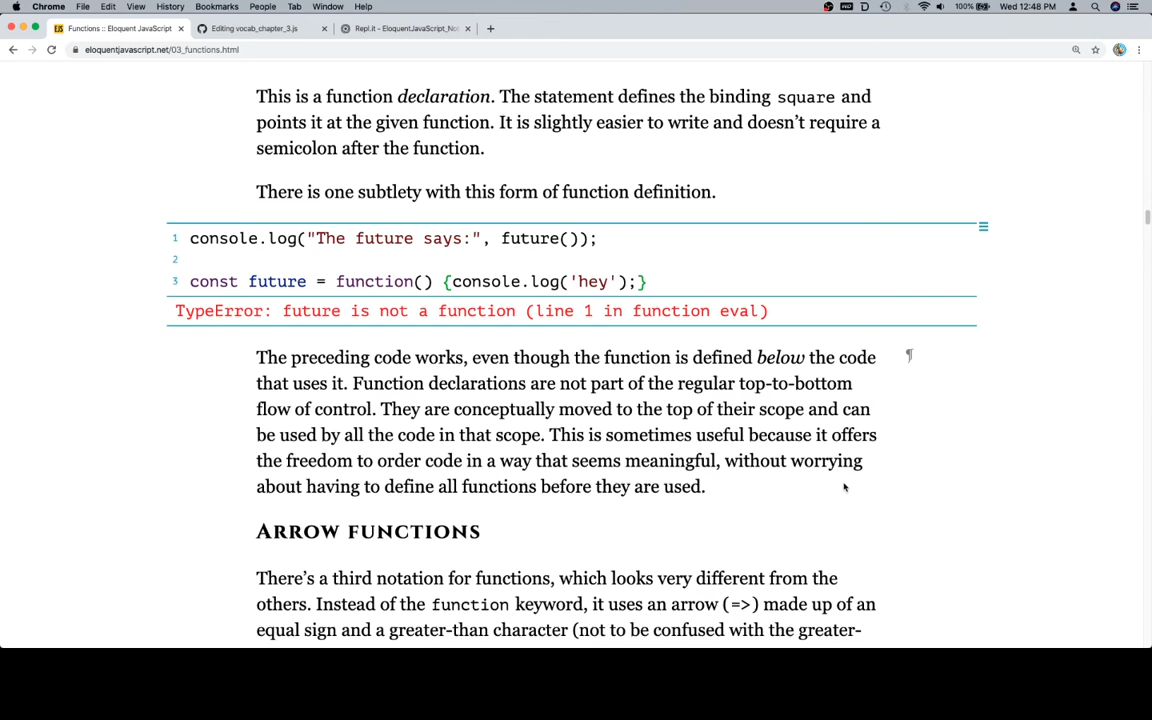 Chrome File Edit View History Bookmarks People Tab Window Help 100% Wed 12:48 PM
Functions :: Eloquent JavaScript Editing vocab_chapter_3.js Repl.it - EloquentJavaScript_No
eloquentjavascript.net/03_functions.html
This is a function declaration. The statement defines the binding square and
points it at the given function. It is slightly easier to write and doesn’t require a
semicolon after the function.
There is one subtlety with this form of function definition.
1 console.log("The future says:", future());
2
3 const future = function() {console.log('hey');}
TypeError: future is not a function (line 1 in function eval)
The preceding code works, even though the function is defined below the code ¶
that uses it. Function declarations are not part of the regular top-to-bottom
flow of control. They are conceptually moved to the top of their scope and can
be used by all the code in that scope. This is sometimes useful because it offers
the freedom to order code in a way that seems meaningful, without worrying
about having to define all functions before they are used.
Arrow functions
There’s a third notation for functions, which looks very different from the
others. Instead of the function keyword, it uses an arrow (=>) made up of an
equal sign and a greater-than character (not to be confused with the greater-